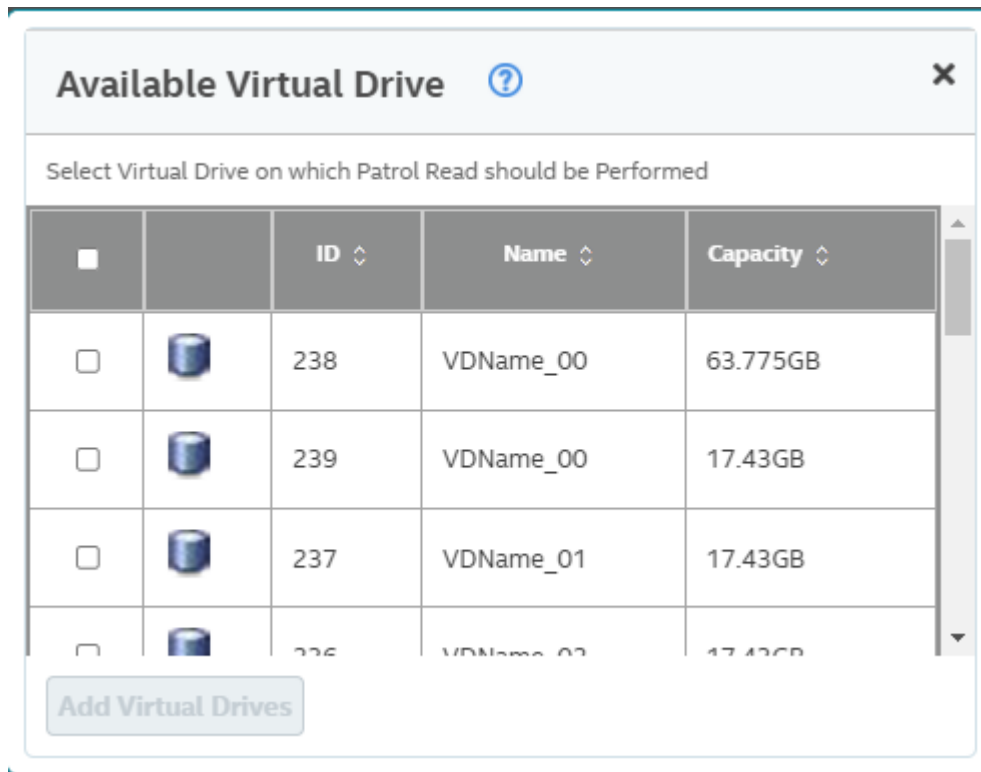 Available Virtual Drive ?
Select Virtual Drive on which Patrol Read should be Performed
ID Name Capacity
238 VDName_00 63.775GB
239 VDName_00 17.43GB
237 VDName_01 17.43GB
Add Virtual Drives